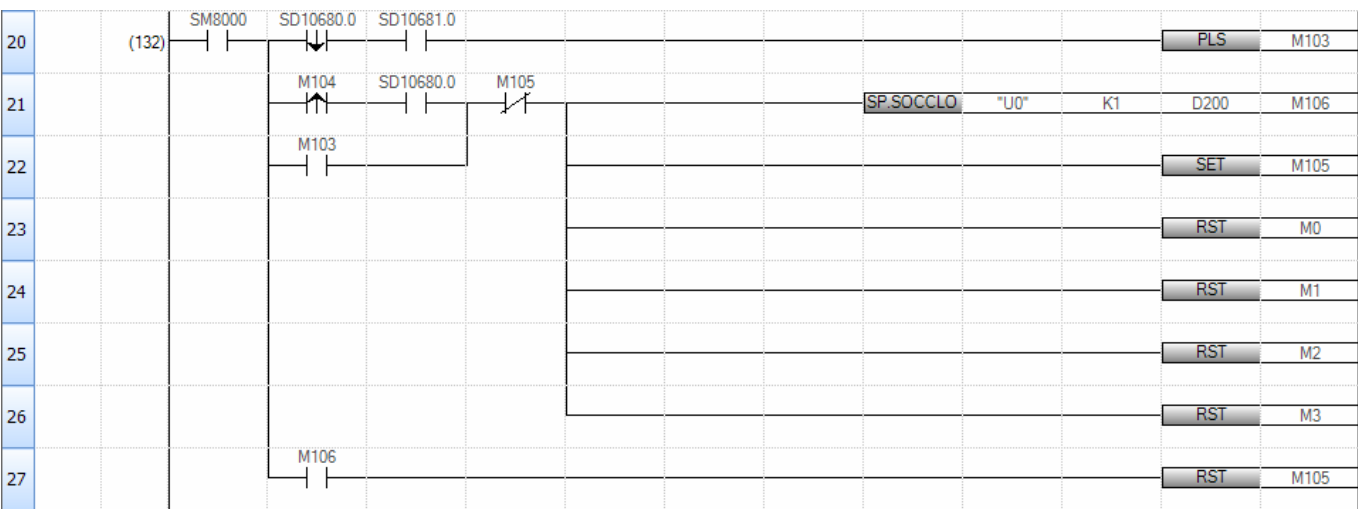 SM8000 SD10680.0 SD10681.0
20 (132) PLS M103
M104 SD10680.0 M105
21 SP.SOCCLO "U0" K1 D200 M106
M103
22 SET M105
23 RST M0
24 RST M1
25 RST M2
26 RST M3
M106
27 RST M105